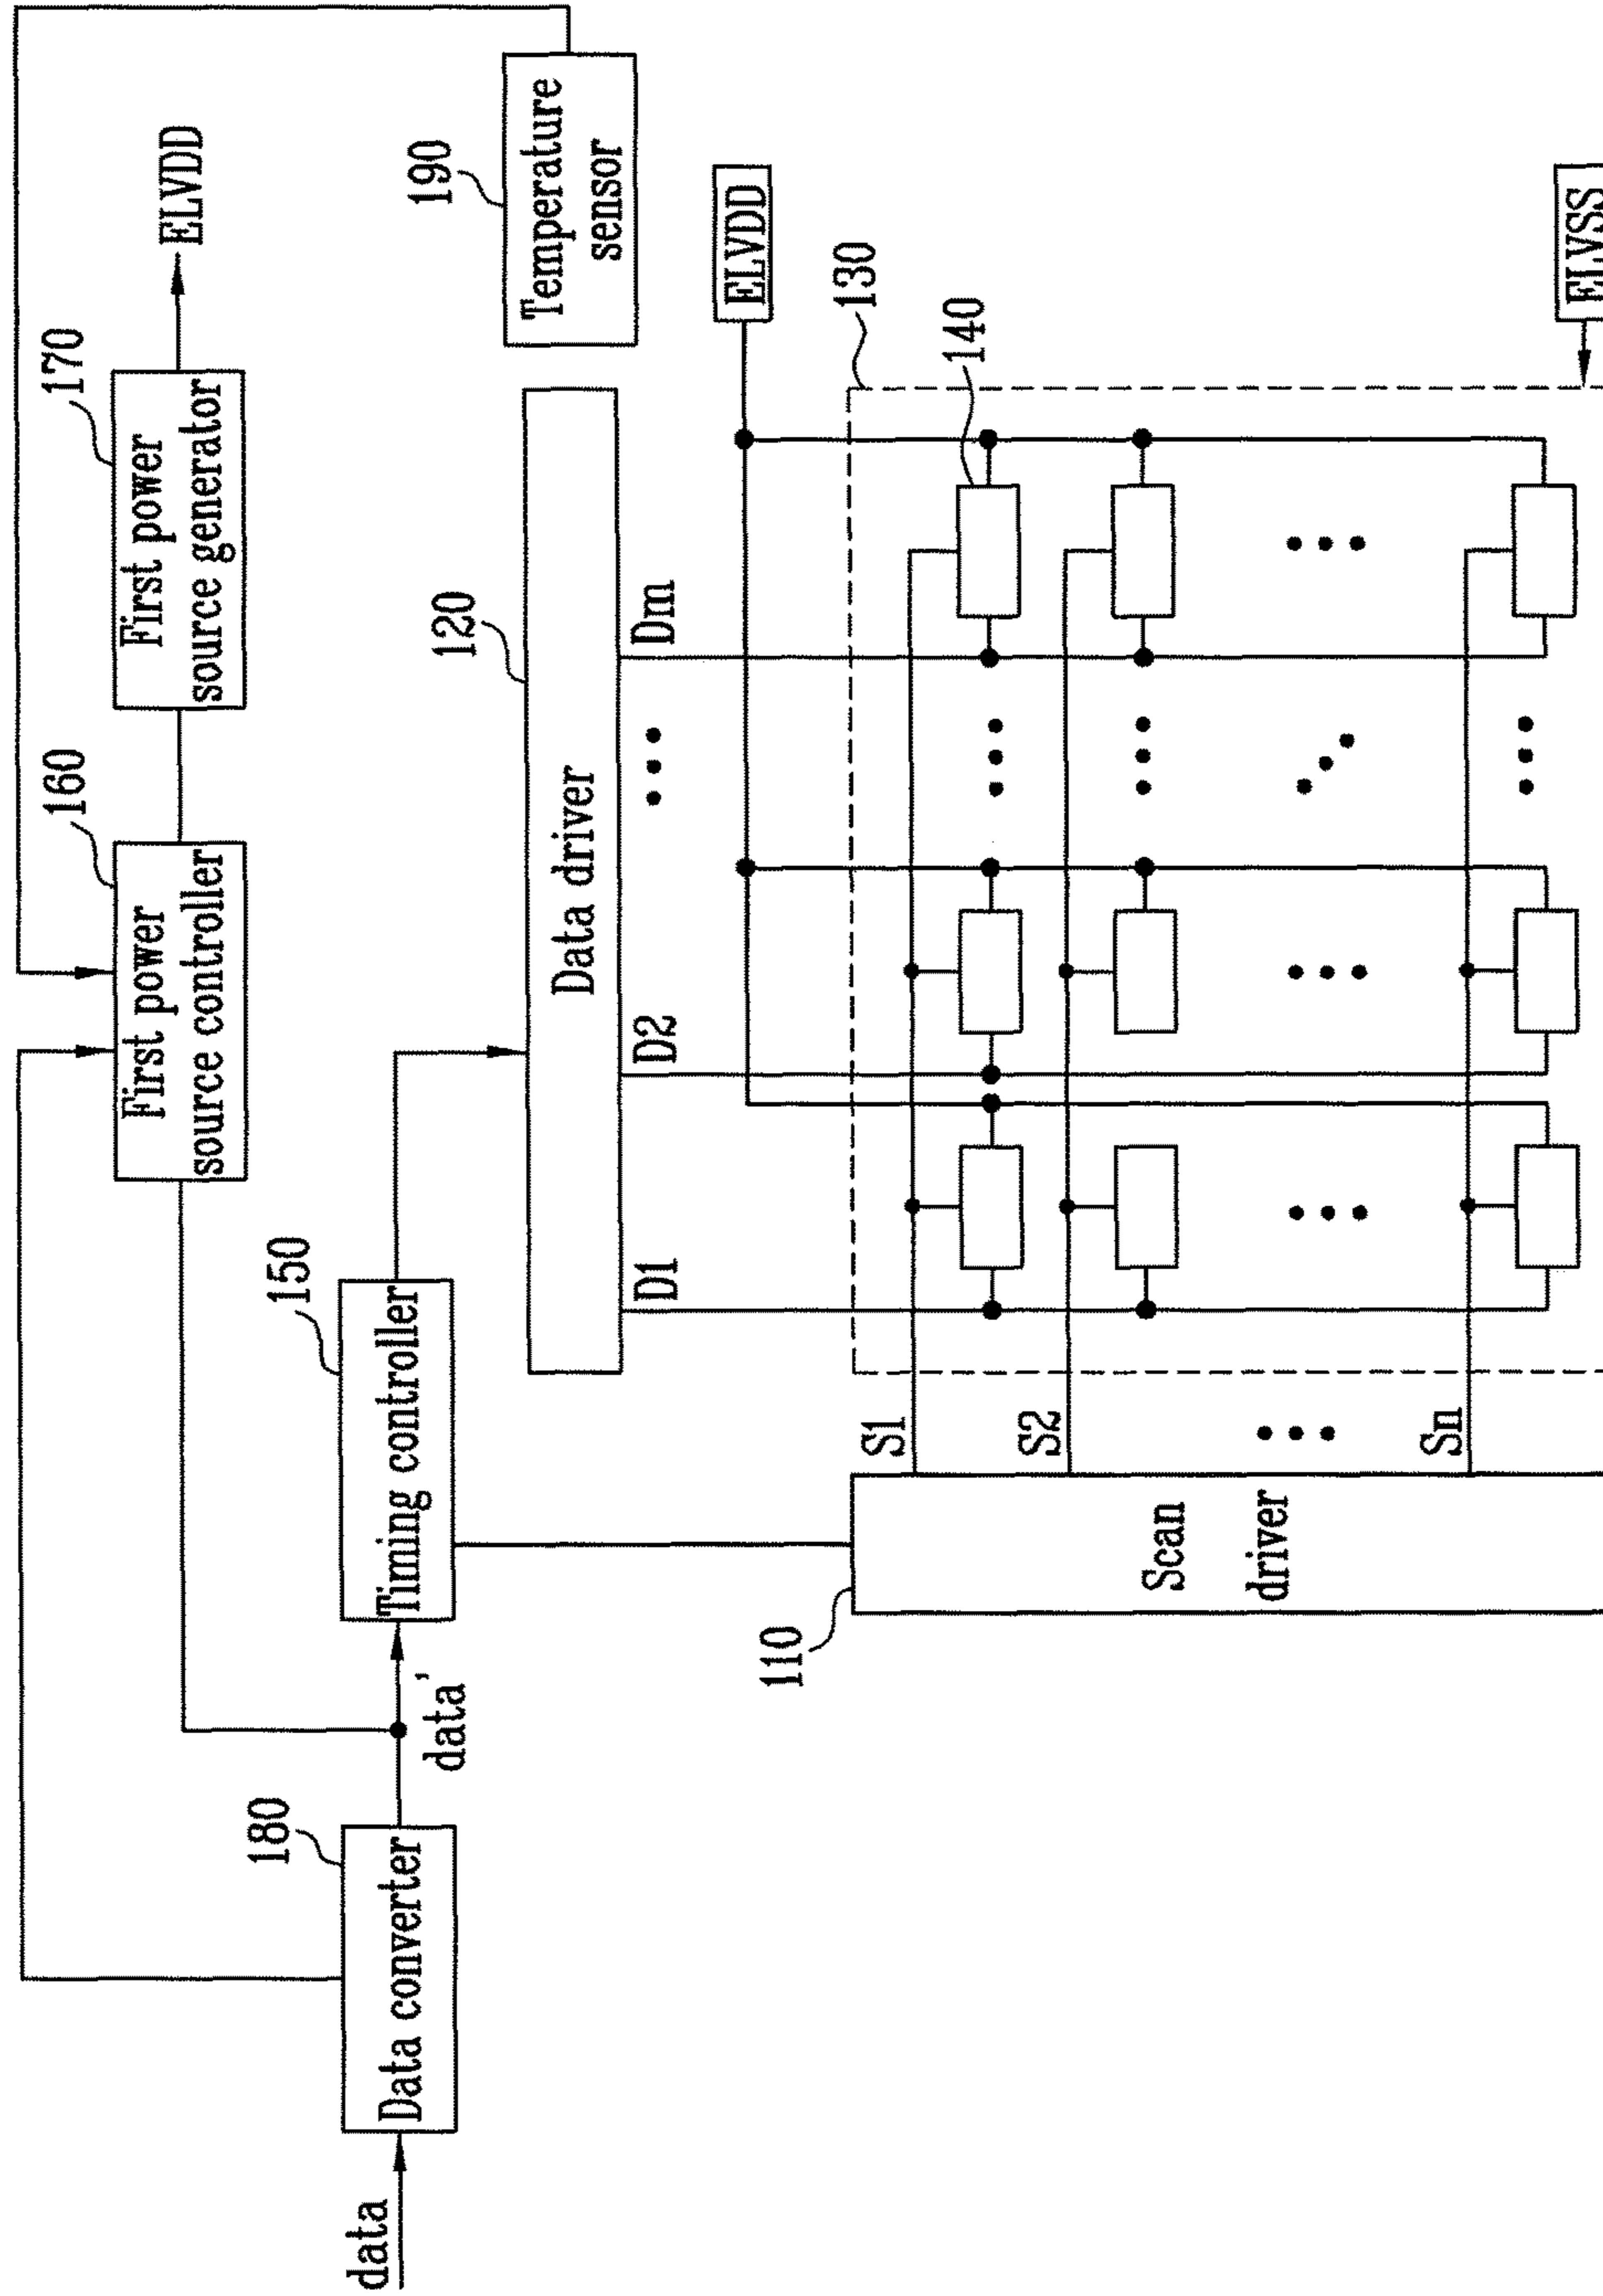 170
160
First power
source generator
ELVDD
First power
source controller
190
Temperature
sensor
180
150
Data converter
Timing controller
data
data'
120
Data driver
D1
D2
Dm
ELVDD
130
140
110
S1
S2
Sn
Scan
driver
ELVSS